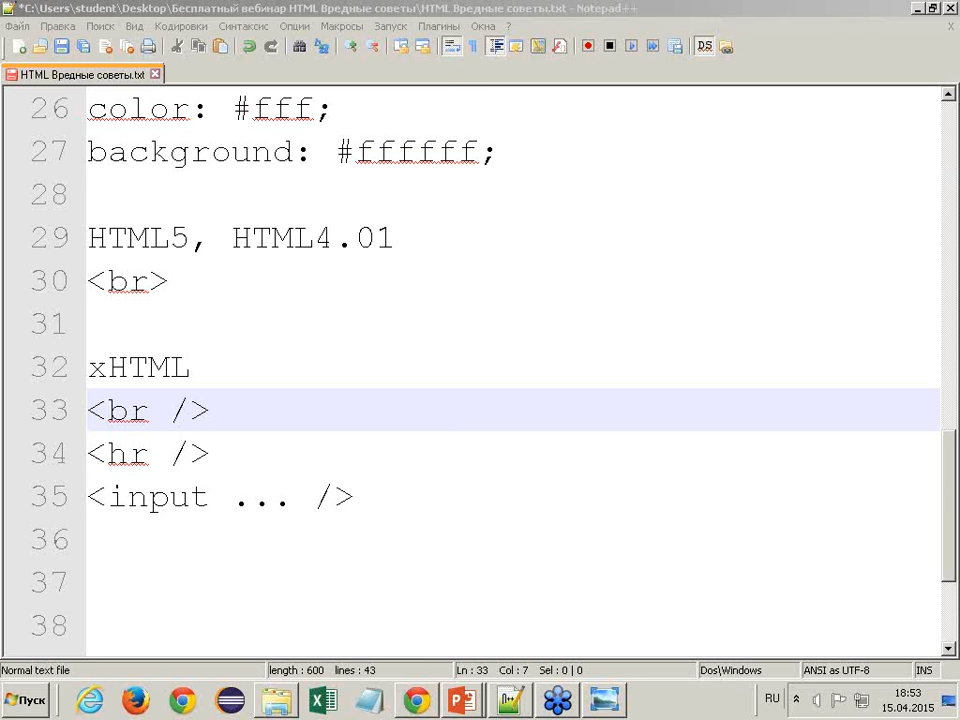 *C:\Users\student\Desktop\Бесплатный вебинар HTML Вредные советы\HTML Вредные советы.txt - Notepad++
Файл Правка Поиск Вид Кодировки Синтаксис Опции Макросы Запуск Плагины Окна ? X
HTML Вредные советы.txt
26 color: #fff;
27 background: #ffffff;
28
29 HTML5, HTML4.01
30 <br>
31
32 xHTML
33 <br />
34 <hr />
35 <input ... />
36
37
38
Normal text file length : 600 lines : 43 Ln : 33 Col : 7 Sel : 0 | 0 Dos\Windows ANSI as UTF-8 INS
Пуск RU 18:53
15.04.2015